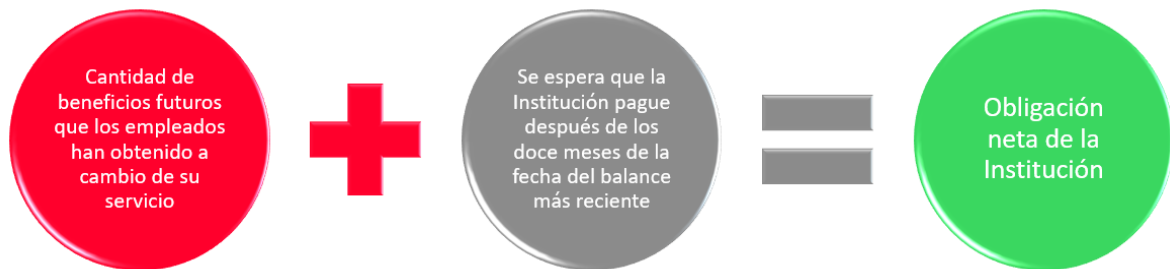 Cantidad de
beneficios futuros
que los empleados
han obtenido a
cambio de su
servicio
Se espera que la
Institución pague
después de los
doce meses de la
fecha del balance
más reciente
Obligación
neta de la
Institución